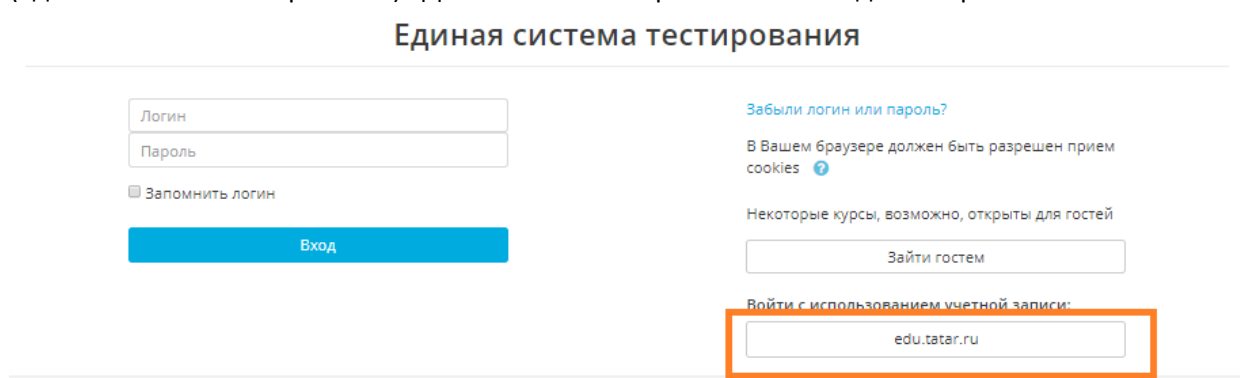 Единая система тестирования
Логин
Пароль
Запомнить логин
Вход
Забыли логин или пароль?
В Вашем браузере должен быть разрешен прием
cookies
Некоторые курсы, возможно, открыты для гостей
Зайти гостем
Войти с использованием учетной записи:
edu.tatar.ru